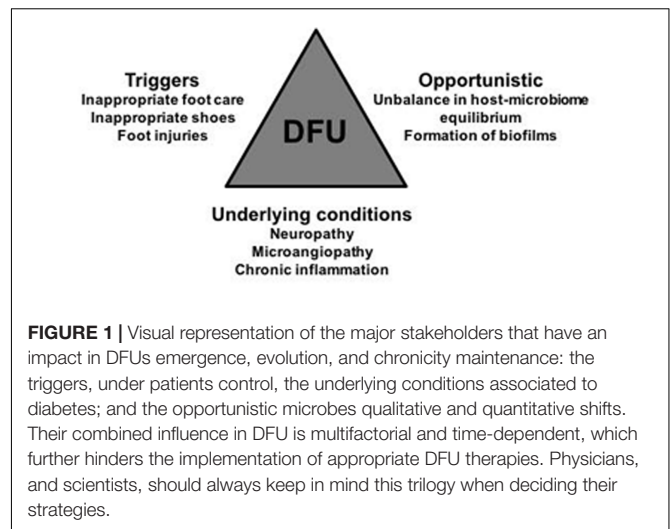 Triggers
Inappropriate foot care
Inappropriate shoes
Foot injuries
DFU
Opportunistic
Unbalance in host-microbiome
equilibrium
Formation of biofilms
Underlying conditions
Neuropathy
Microangiopathy
Chronic inflammation
FIGURE 1 | Visual representation of the major stakeholders that have an
impact in DFUs emergence, evolution, and chronicity maintenance: the
triggers, under patients control, the underlying conditions associated to
diabetes; and the opportunistic microbes qualitative and quantitative shifts.
Their combined influence in DFU is multifactorial and time-dependent, which
further hinders the implementation of appropriate DFU therapies. Physicians,
and scientists, should always keep in mind this trilogy when deciding their
strategies.